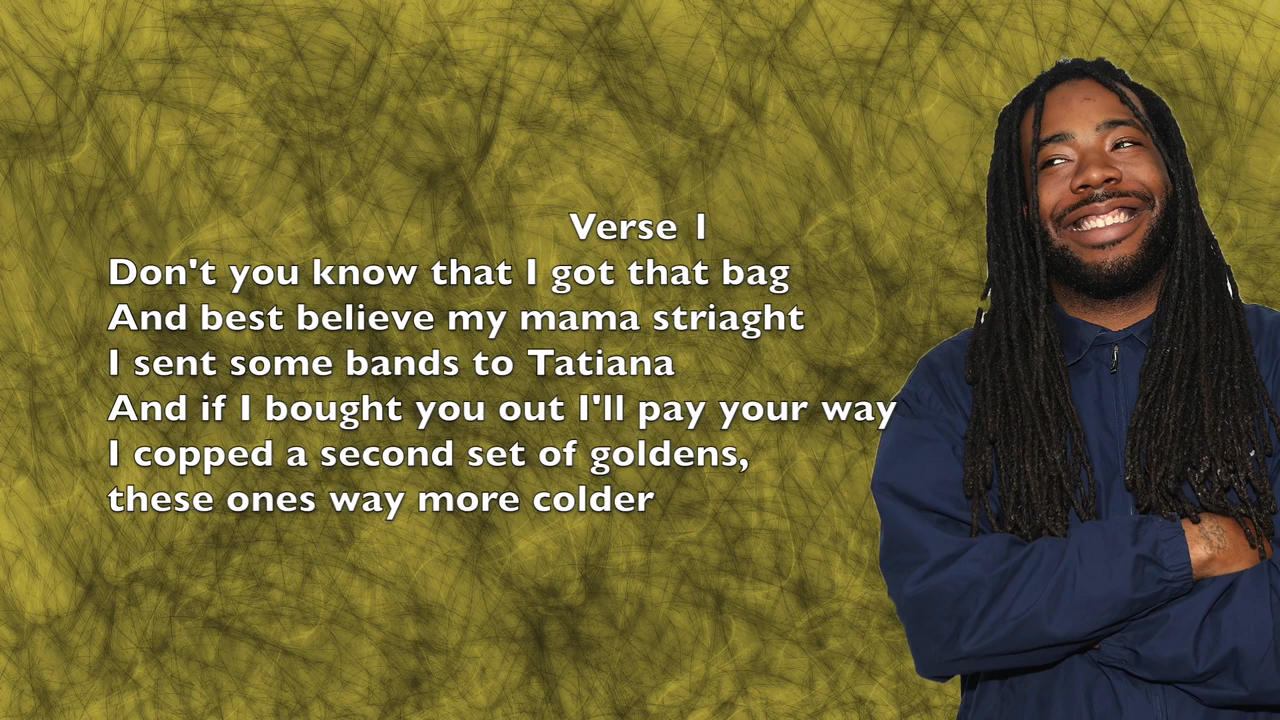 Verse 1
Don't you know that I got that bag
And best believe my mama striaght
I sent some bands to Tatiana
And if I bought you out I'll pay your way
I copped a second set of goldens,
these ones way more colder